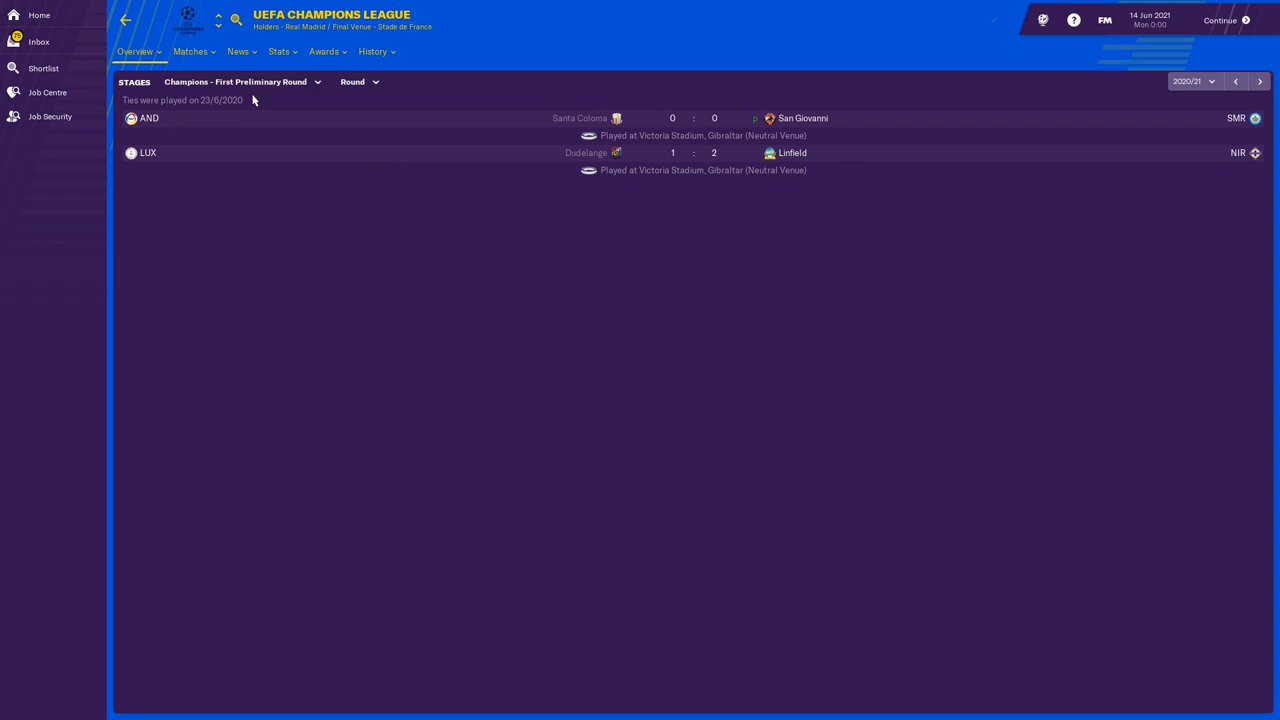 Home
75
Inbox
Shortlist
Job Centre
Job Security
UEFA CHAMPIONS LEAGUE
Holders - Real Madrid / Final Venue - Stade de France
FM
14 Jun 2021
Mon 0:00
Continue
Overview Matches News Stats Awards History
STAGES Champions - First Preliminary Round Round 2020/21
Ties were played on 23/6/2020
AND Santa Coloma 0 : 0 p San Giovanni SMR
Played at Victoria Stadium, Gibraltar (Neutral Venue)
LUX Dudelange 1 : 2 Linfield NIR
Played at Victoria Stadium, Gibraltar (Neutral Venue)